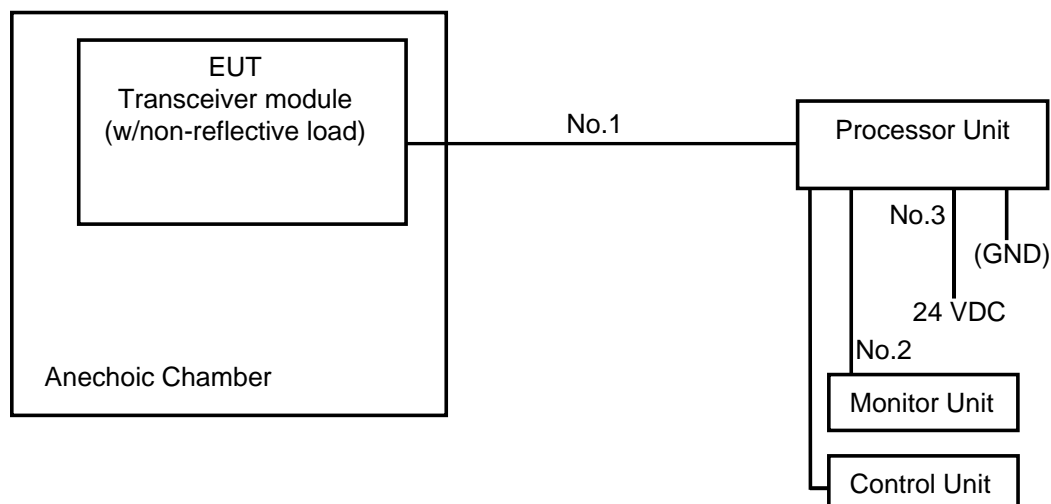 EUT
Transceiver module
(w/non-reflective load)
No.1
Processor Unit
No.3
(GND)
24 VDC
No.2
Anechoic Chamber
Monitor Unit
Control Unit